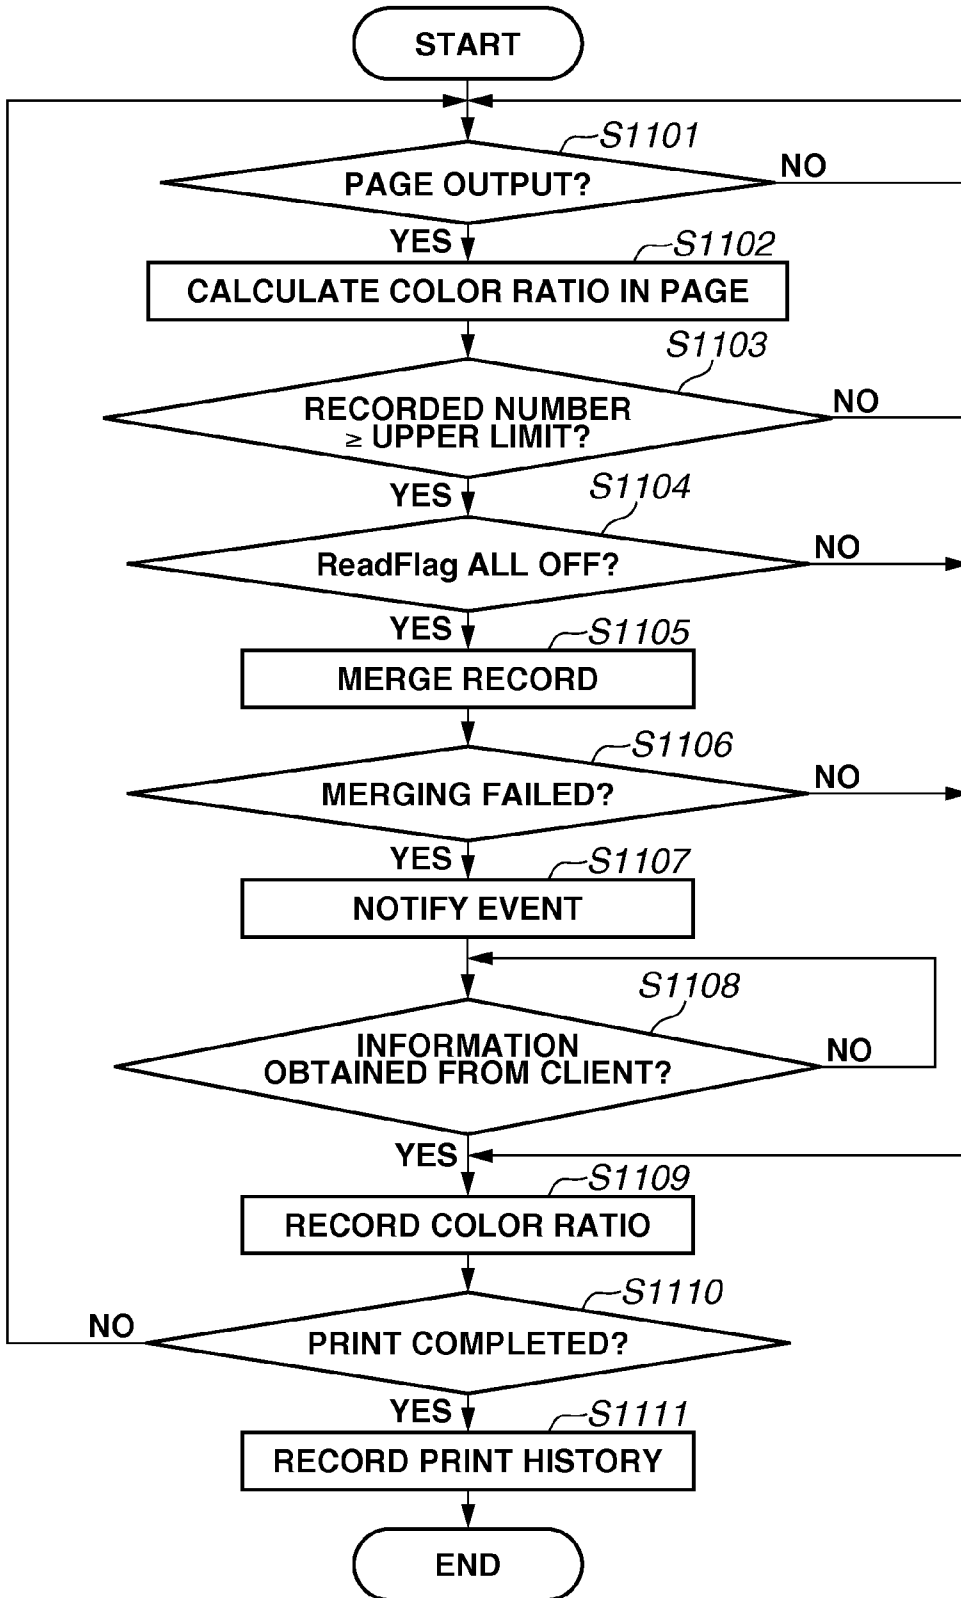 START
S1101
PAGE OUTPUT?
NO
YES
S1102
CALCULATE COLOR RATIO IN PAGE
S1103
RECORDED NUMBER
≥ UPPER LIMIT?
NO
YES
S1104
ReadFlag ALL OFF?
NO
YES
S1105
MERGE RECORD
S1106
MERGING FAILED?
NO
YES
S1107
NOTIFY EVENT
S1108
INFORMATION
OBTAINED FROM CLIENT?
NO
YES
S1109
RECORD COLOR RATIO
S1110
NO
PRINT COMPLETED?
YES
S1111
RECORD PRINT HISTORY
END